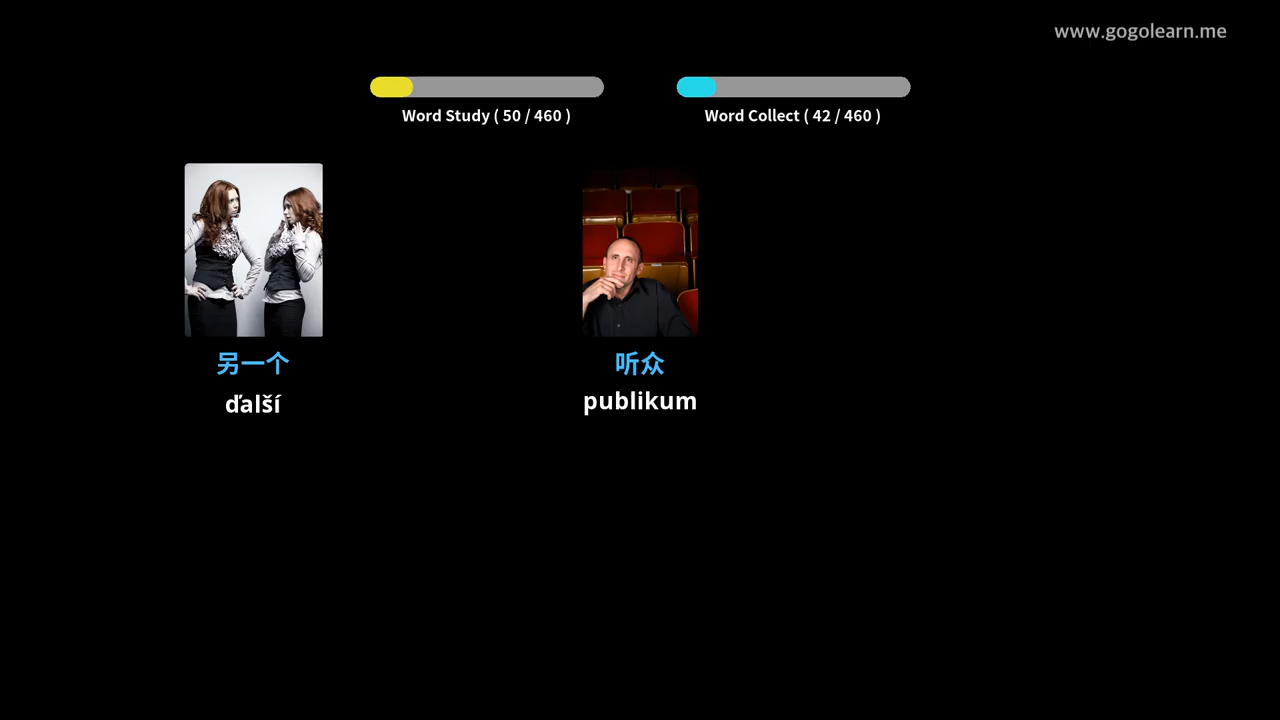 www.gogolearn.me
Word Study ( 50 / 460 )
Word Collect ( 42 / 460 )
另一个
ďalší
听众
publikum